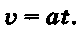 v = at.